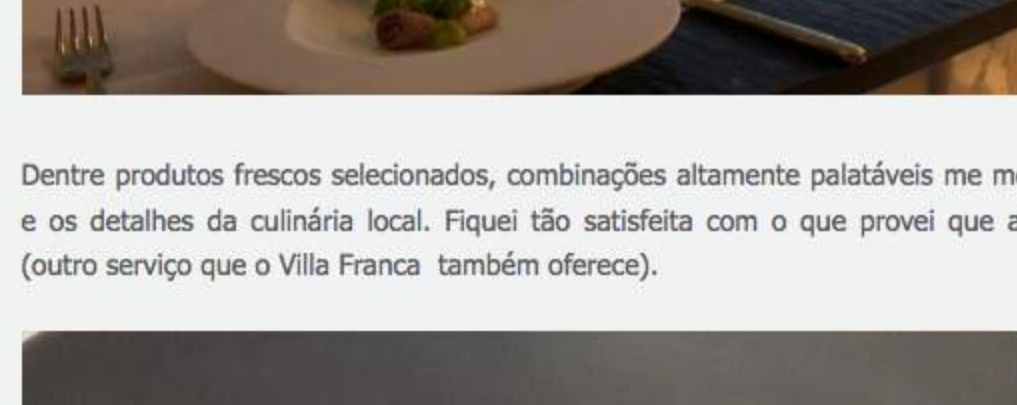 Dentre produtos frescos selecionados, combinações altamente palatáveis me
e os detalhes da culinária local. Fiquei tão satisfeita com o que provei que
(outro serviço que o Villa Franca também oferece).